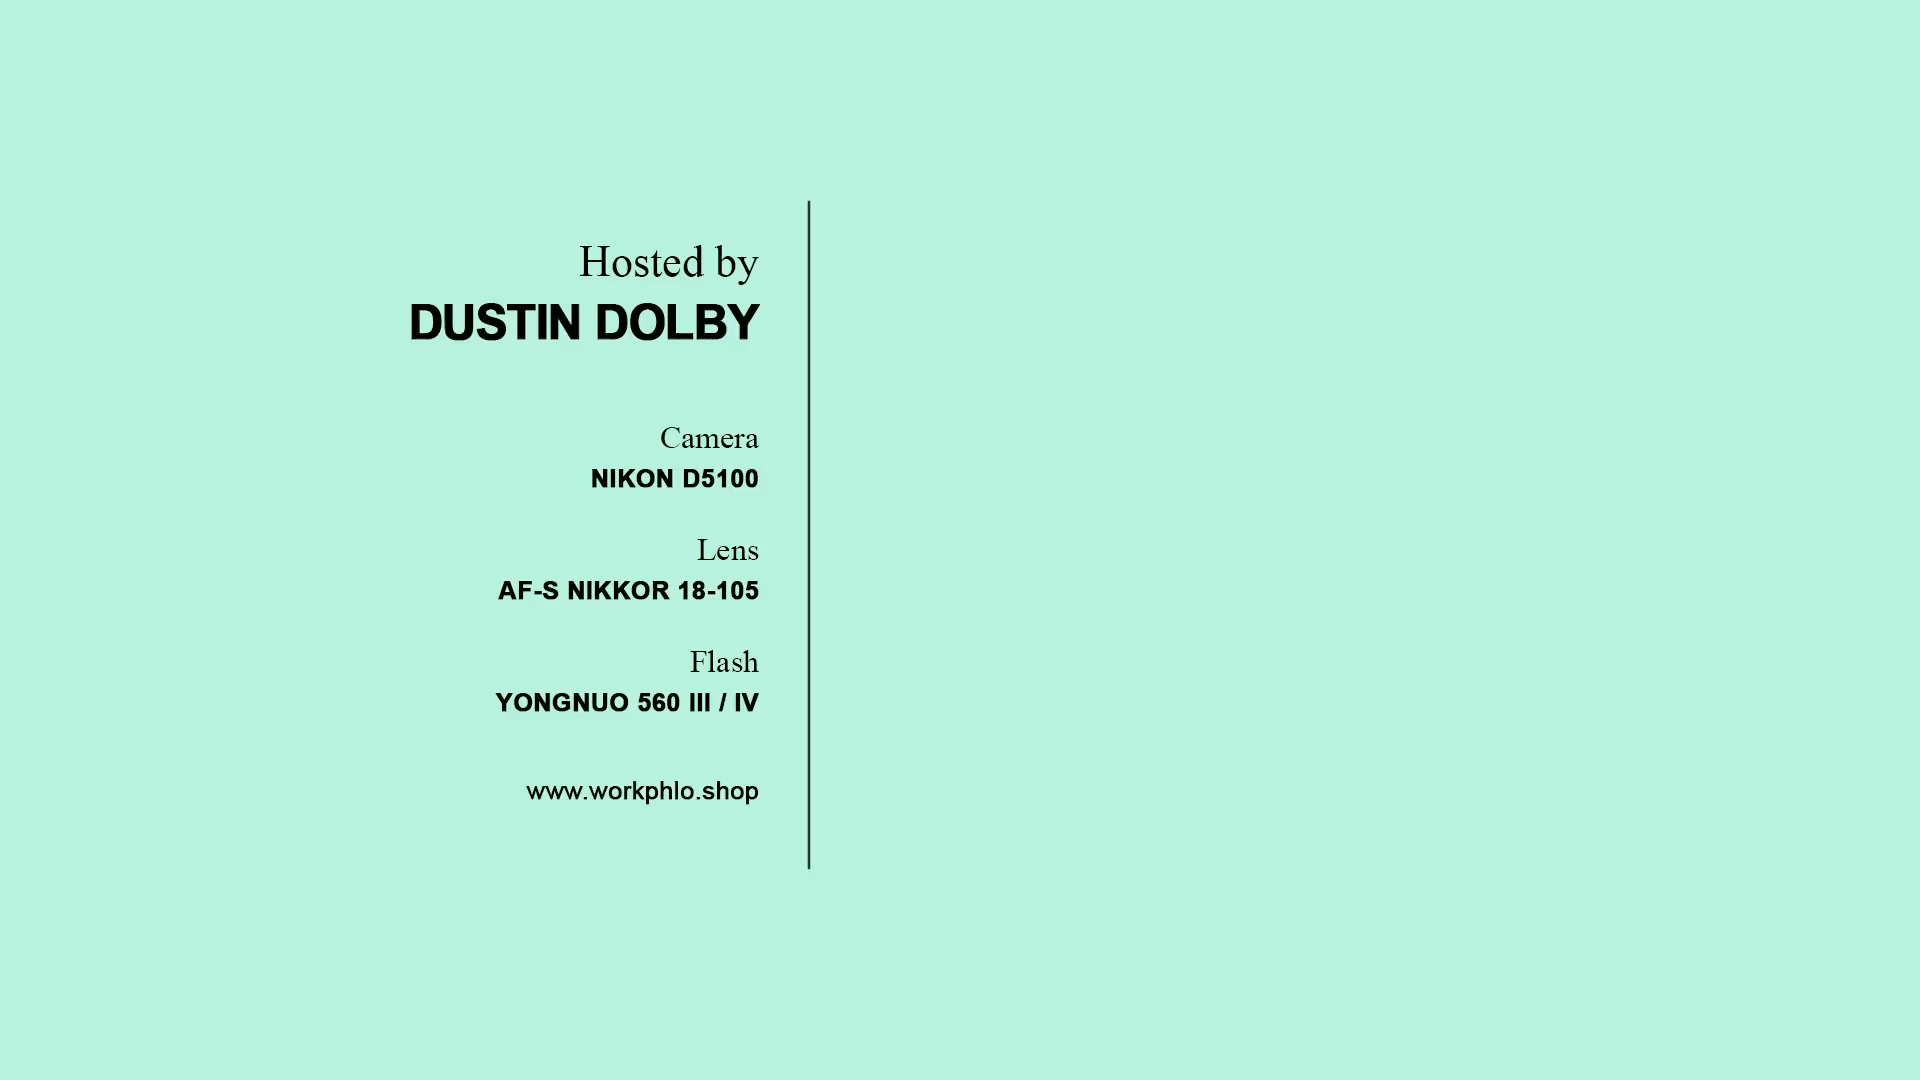 Hosted by
DUSTIN DOLBY
Camera
NIKON D5100
Lens
AF-S NIKKOR 18-105
Flash
YONGNUO 560 III / IV
www.workphlo.shop